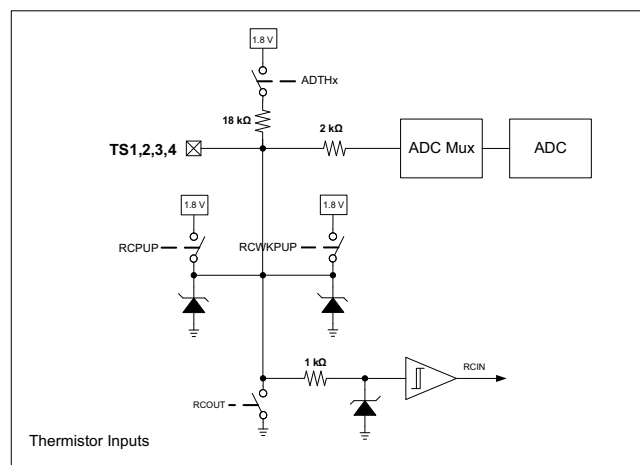 1.8 V
ADTHx
18 kΩ
2 kΩ
TS1,2,3,4
ADC Mux
ADC
1.8 V
1.8 V
RCPUP
RCWKPUP
1 kΩ
RCIN
RCOUT
Thermistor Inputs